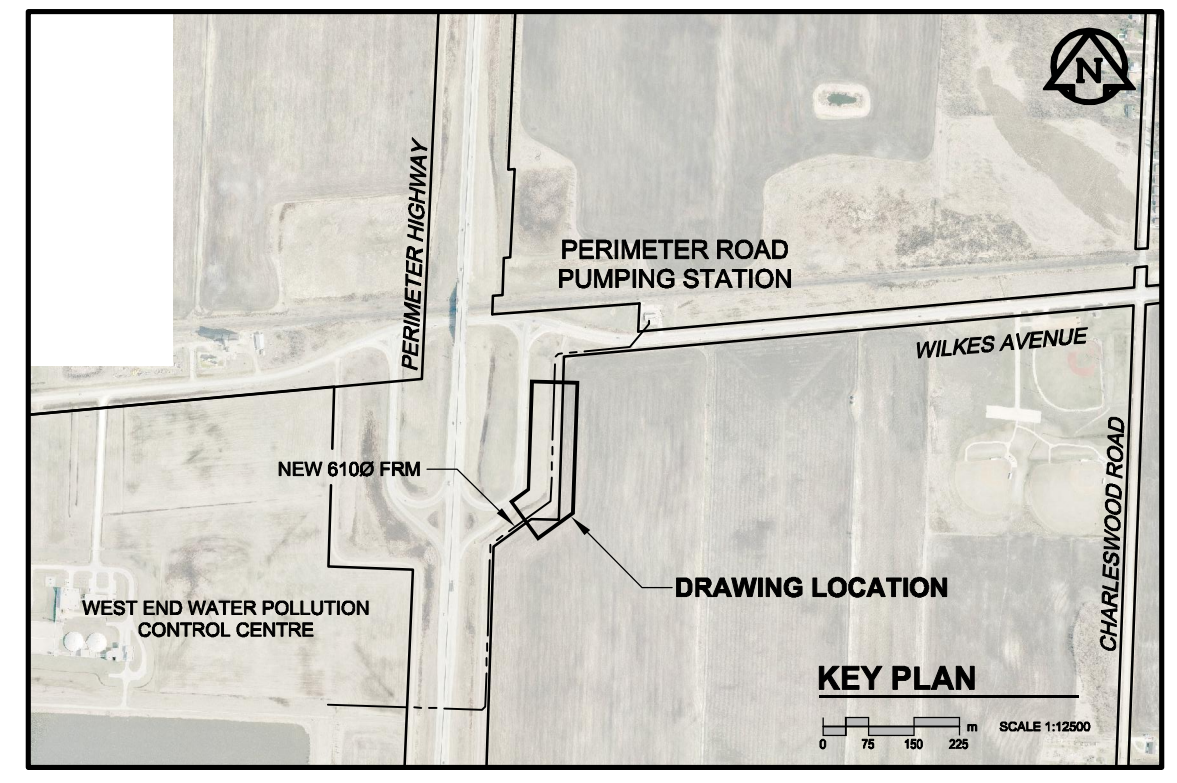 N
PERIMETER HIGHWAY
PERIMETER ROAD
PUMPING STATION
WILKES AVENUE
NEW 610Ø FRM
CHARLESWOOD ROAD
DRAWING LOCATION
WEST END WATER POLLUTION
CONTROL CENTRE
KEY PLAN
m
SCALE 1:12500
0 75 150 225